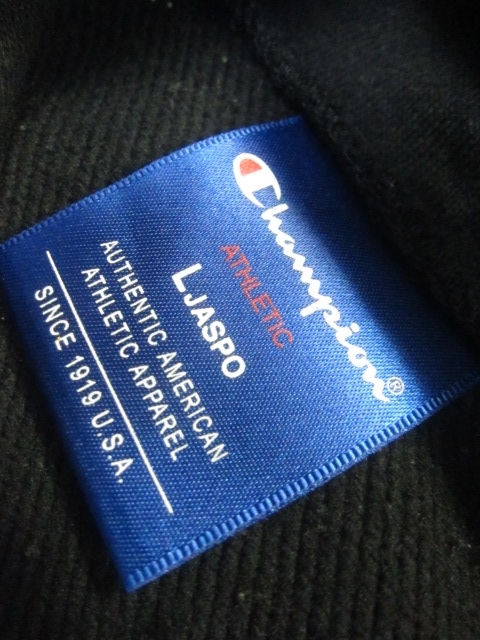 Champion®
ATHLETIC
LJASPO
AUTHENTIC AMERICAN
ATHLETIC APPAREL
SINCE 1919 U.S.A.